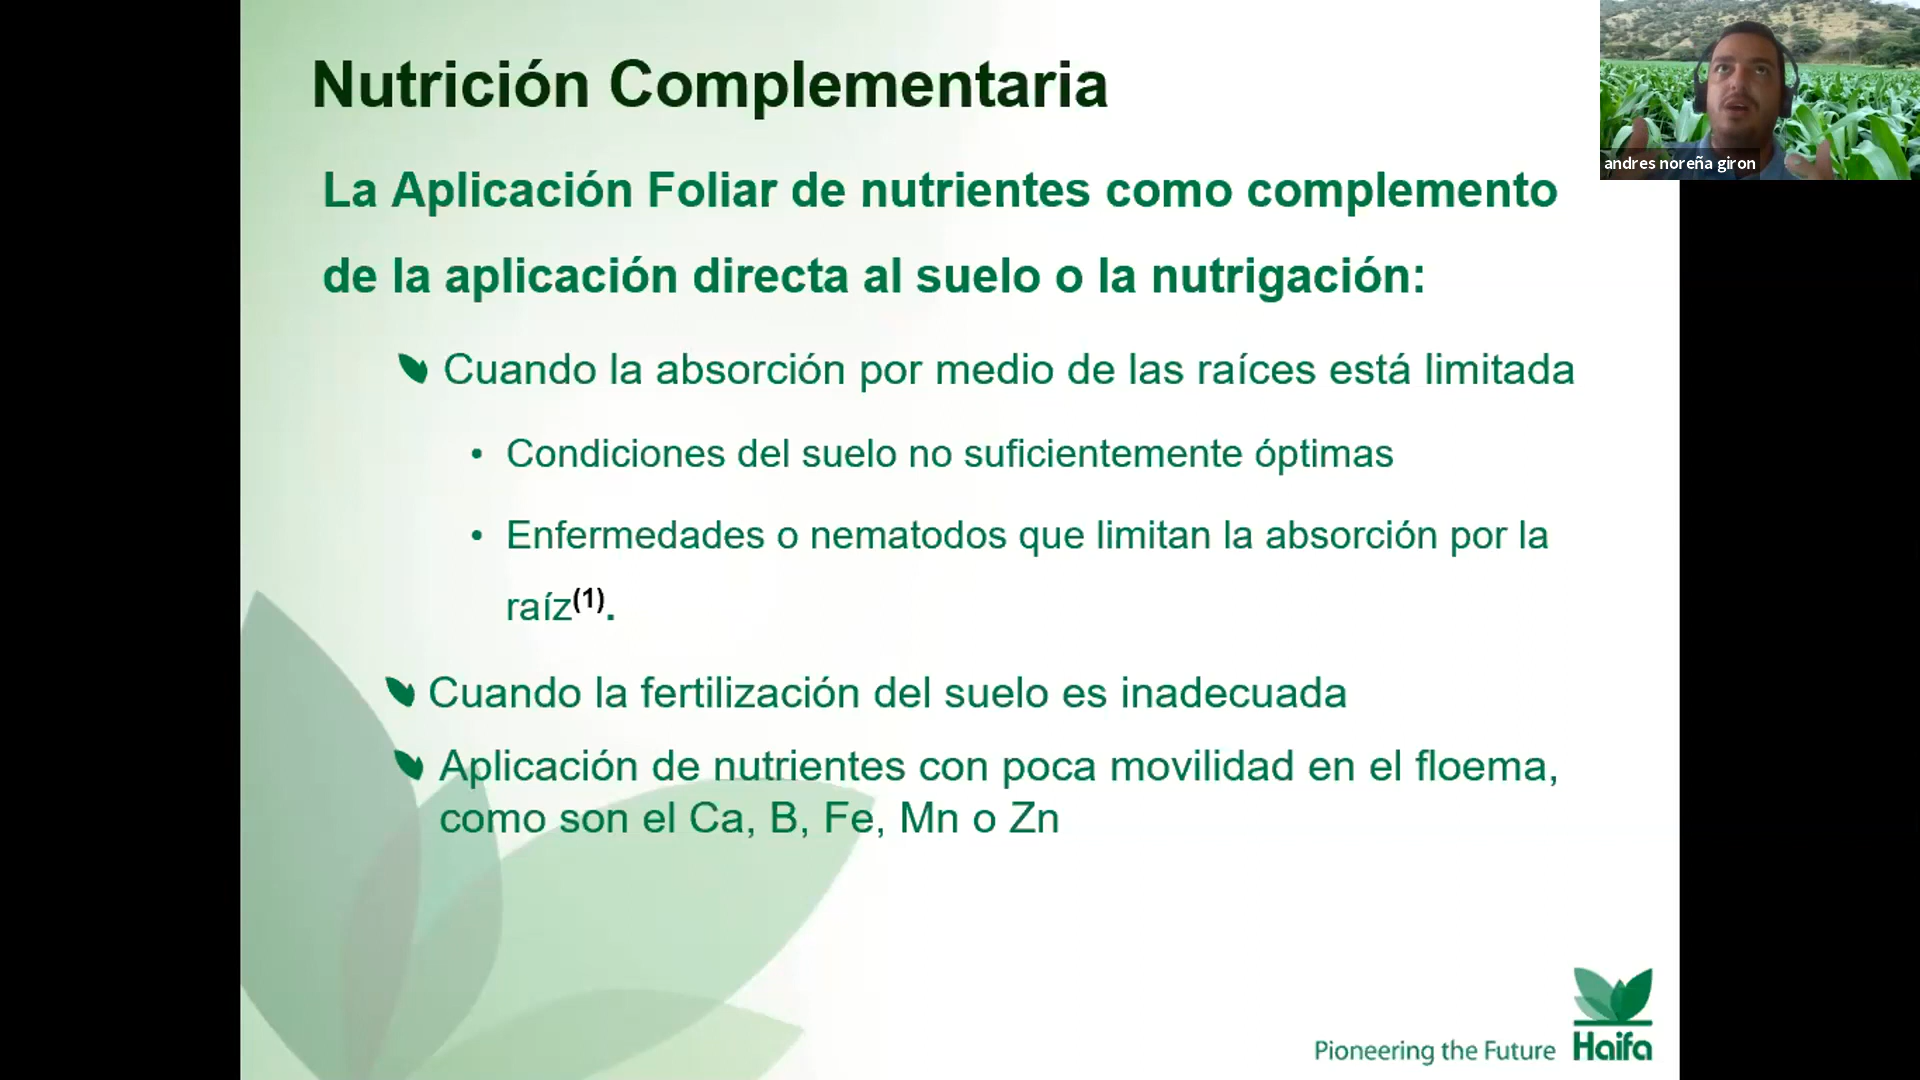 Nutrición Complementaria
andres noreña giron
La Aplicación Foliar de nutrientes como complemento
de la aplicación directa al suelo o la nutrigación:
Cuando la absorción por medio de las raíces está limitada
• Condiciones del suelo no suficientemente óptimas
• Enfermedades o nematodos que limitan la absorción por la
raíz(1).
Cuando la fertilización del suelo es inadecuada
Aplicación de nutrientes con poca movilidad en el floema,
como son el Ca, B, Fe, Mn o Zn
Pioneering the Future
Haifa